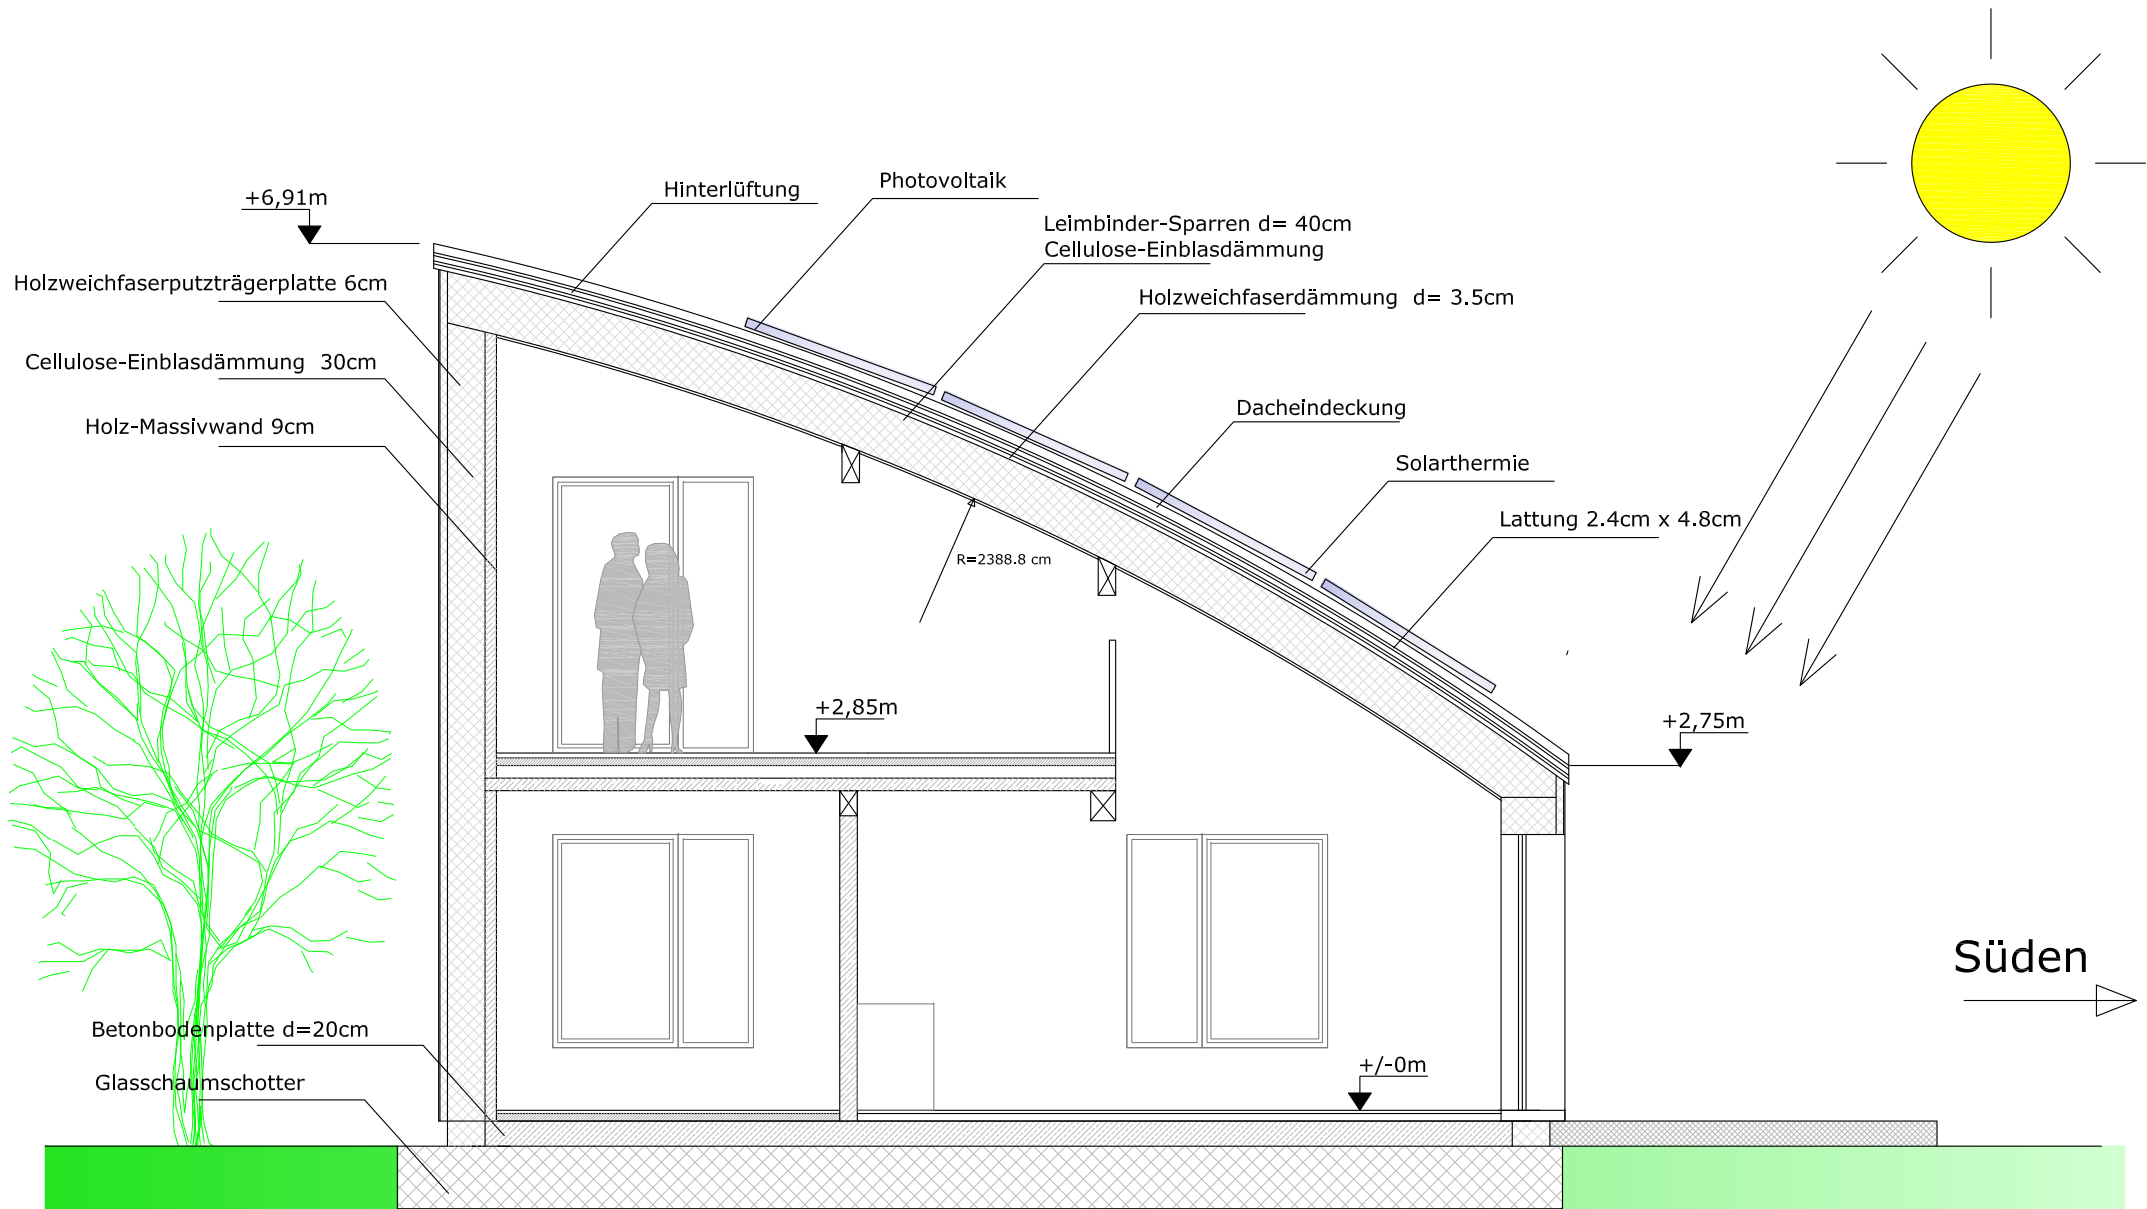 +6,91m
Hinterlüftung
Photovoltaik
Leimbinder-Sparren d= 40cm
Cellulose-Einblasdämmung
Holzweichfaserputzträgerplatte 6cm
Holzweichfaserdämmung d= 3.5cm
Cellulose-Einblasdämmung 30cm
Dacheindeckung
Holz-Massivwand 9cm
Solarthermie
Lattung 2.4cm x 4.8cm
R=2388.8 cm
+2,85m
+2,75m
Süden
Betonbodenplatte d=20cm
+/-0m
Glasschaumschotter